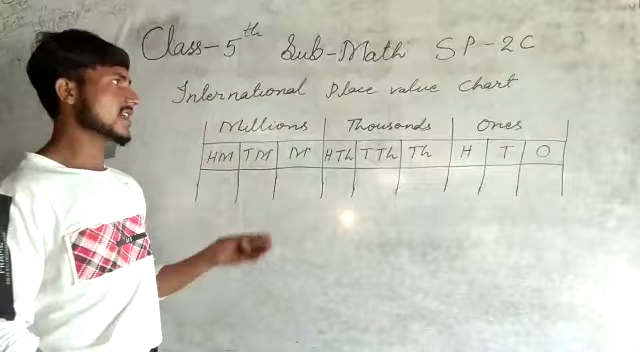 Class-5th Sub-Math SP-2C
International Place value Chart
Millions Thousands Ones
HM TM M HTh TTh Th H T O